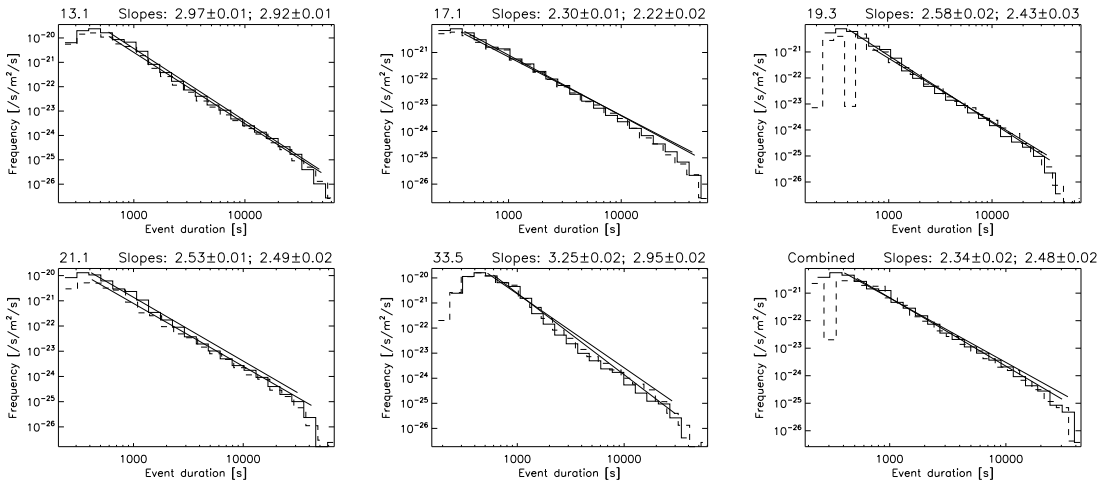 13.1 Slopes: 2.97±0.01; 2.92±0.01
17.1 Slopes: 2.30±0.01; 2.22±0.02
19.3 Slopes: 2.58±0.02; 2.43±0.03
Frequency [/s/m²/s]
10⁻²⁰
10⁻²¹
10⁻²²
10⁻²³
10⁻²⁴
10⁻²⁵
10⁻²⁶
1000 10000
Event duration [s]
Frequency [/s/m²/s]
10⁻²¹
10⁻²²
10⁻²³
10⁻²⁴
10⁻²⁵
10⁻²⁶
1000 10000
Event duration [s]
Frequency [/s/m²/s]
10⁻²¹
10⁻²²
10⁻²³
10⁻²⁴
10⁻²⁵
10⁻²⁶
1000 10000
Event duration [s]
21.1 Slopes: 2.53±0.01; 2.49±0.02
33.5 Slopes: 3.25±0.02; 2.95±0.02
Combined Slopes: 2.34±0.02; 2.48±0.02
Frequency [/s/m²/s]
10⁻²⁰
10⁻²¹
10⁻²²
10⁻²³
10⁻²⁴
10⁻²⁵
10⁻²⁶
1000 10000
Event duration [s]
Frequency [/s/m²/s]
10⁻²⁰
10⁻²¹
10⁻²²
10⁻²³
10⁻²⁴
10⁻²⁵
10⁻²⁶
1000 10000
Event duration [s]
Frequency [/s/m²/s]
10⁻²¹
10⁻²²
10⁻²³
10⁻²⁴
10⁻²⁵
10⁻²⁶
1000 10000
Event duration [s]